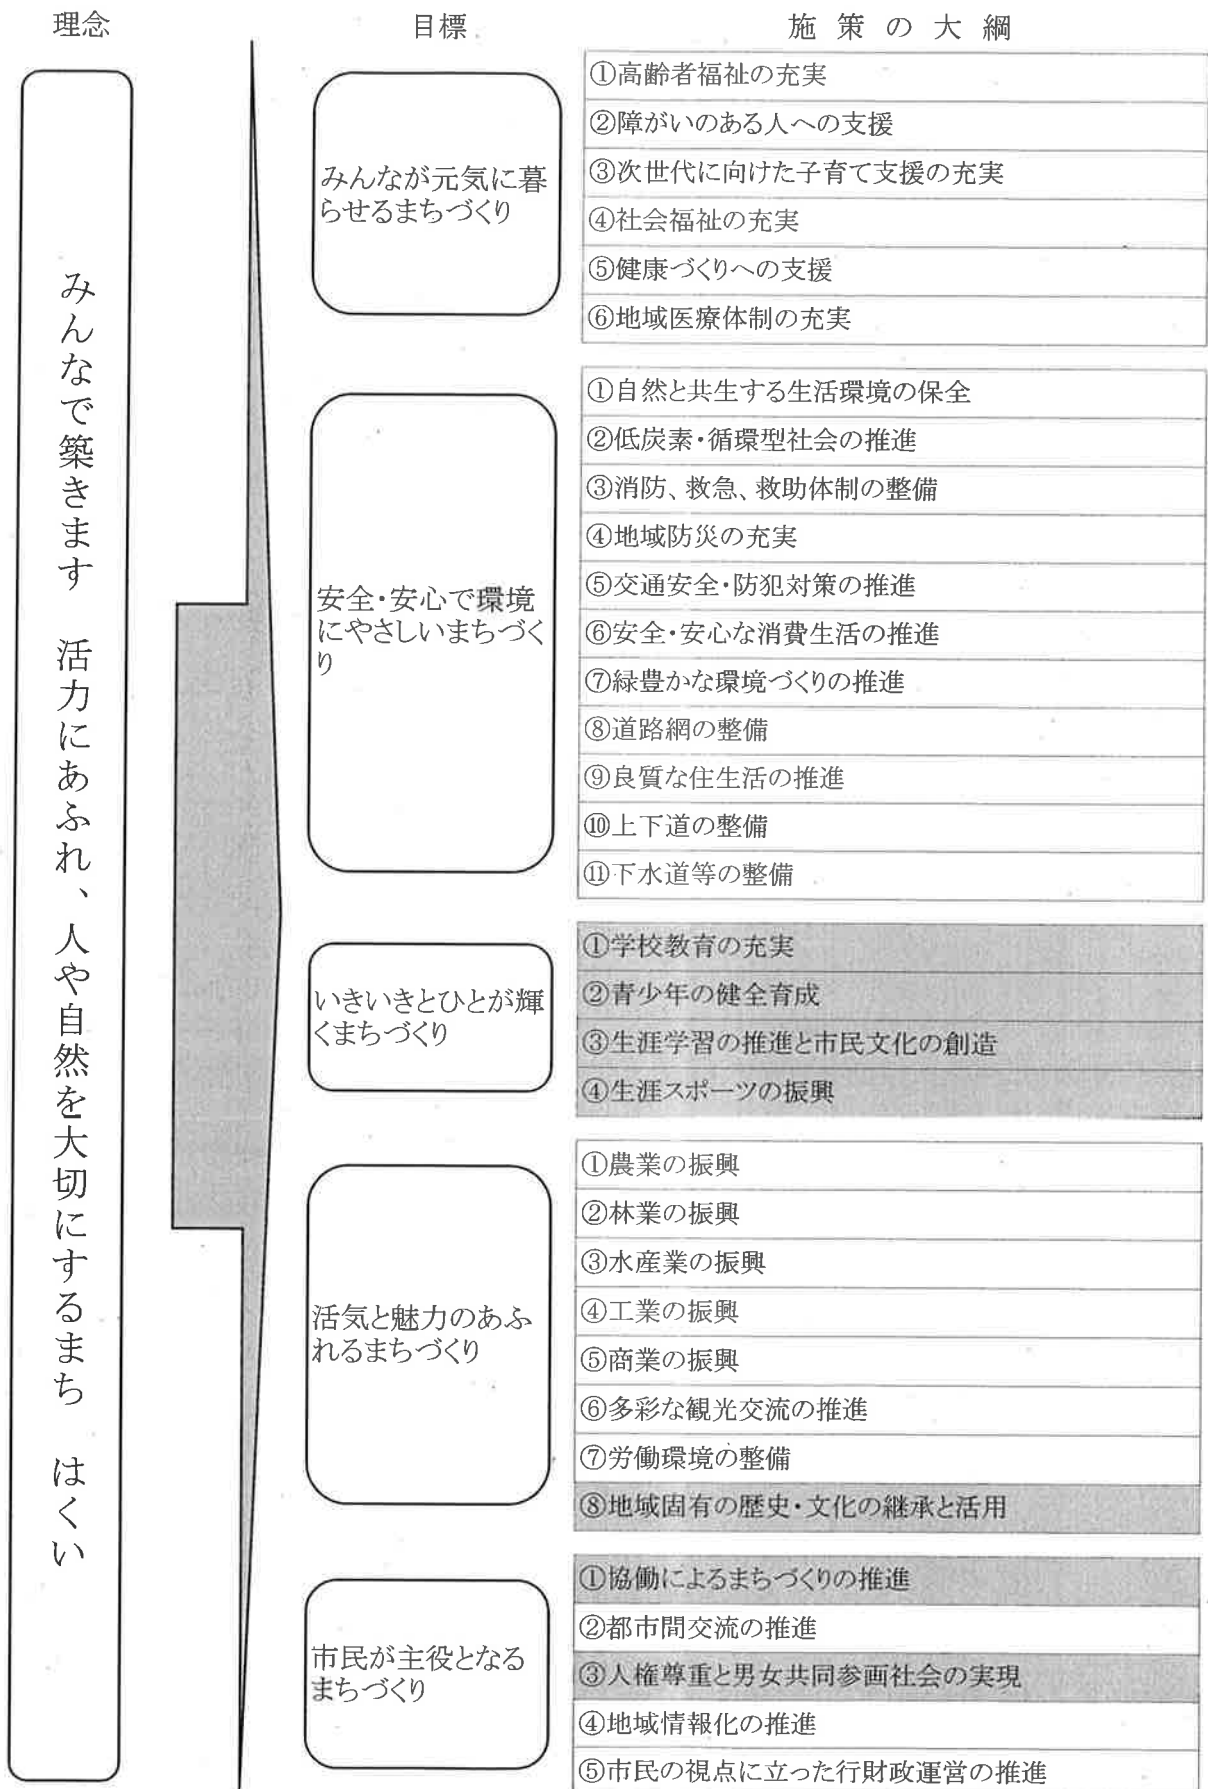 理念
目標
施策の大綱
みんなで築きます　活力にあふれ、人や自然を大切にするまち　はくい
みんなが元気に暮
らせるまちづくり
①高齢者福祉の充実
②障がいのある人への支援
③次世代に向けた子育て支援の充実
④社会福祉の充実
⑤健康づくりへの支援
⑥地域医療体制の充実
安全・安心で環境
にやさしいまちづく
り
①自然と共生する生活環境の保全
②低炭素・循環型社会の推進
③消防、救急、救助体制の整備
④地域防災の充実
⑤交通安全・防犯対策の推進
⑥安全・安心な消費生活の推進
⑦緑豊かな環境づくりの推進
⑧道路網の整備
⑨良質な住生活の推進
⑩上下道の整備
⑪下水道等の整備
いきいきとひとが輝
くまちづくり
①学校教育の充実
②青少年の健全育成
③生涯学習の推進と市民文化の創造
④生涯スポーツの振興
活気と魅力のあふ
れるまちづくり
①農業の振興
②林業の振興
③水産業の振興
④工業の振興
⑤商業の振興
⑥多彩な観光交流の推進
⑦労働環境の整備
⑧地域固有の歴史・文化の継承と活用
市民が主役となる
まちづくり
①協働によるまちづくりの推進
②都市間交流の推進
③人権尊重と男女共同参画社会の実現
④地域情報化の推進
⑤市民の視点に立った行財政運営の推進